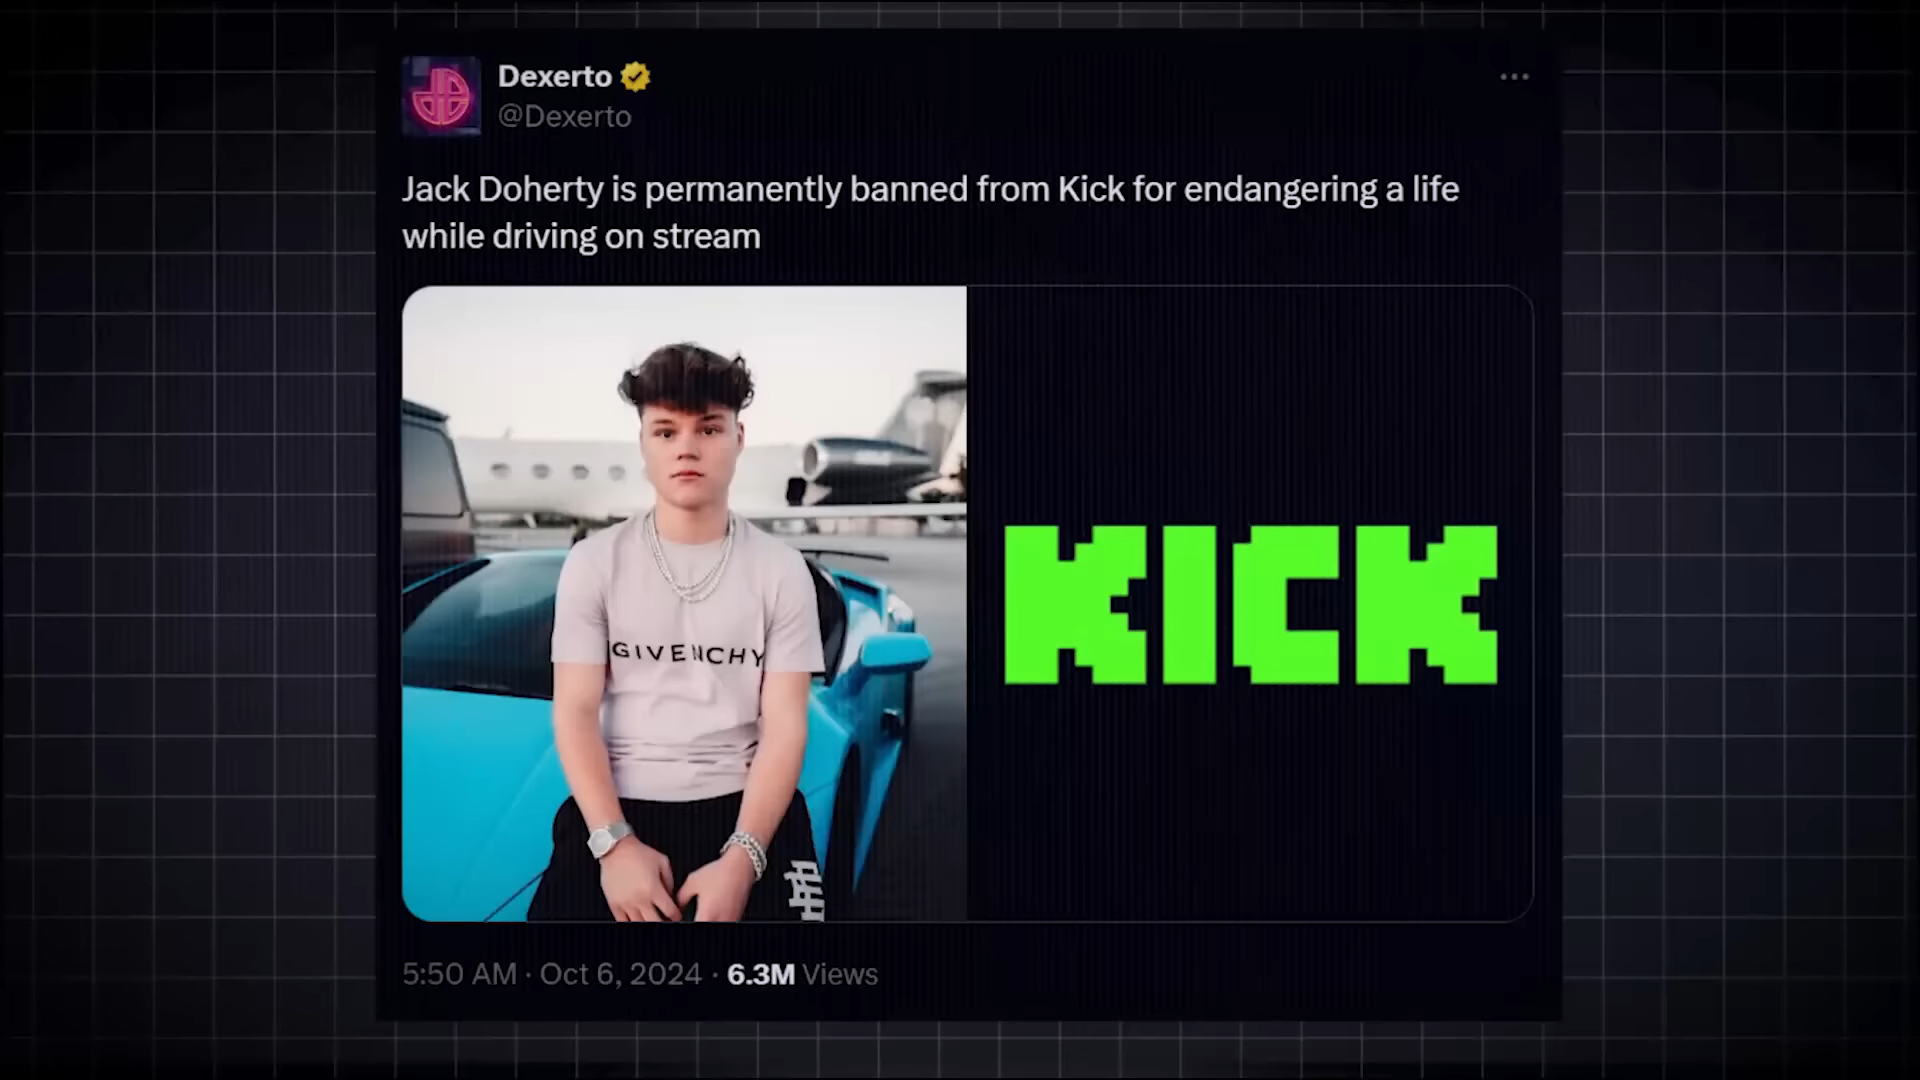 Dexerto
@Dexerto
Jack Doherty is permanently banned from Kick for endangering a life
while driving on stream
GIVENCHY
KICK
5:50 AM · Oct 6, 2024 · 6.3M Views